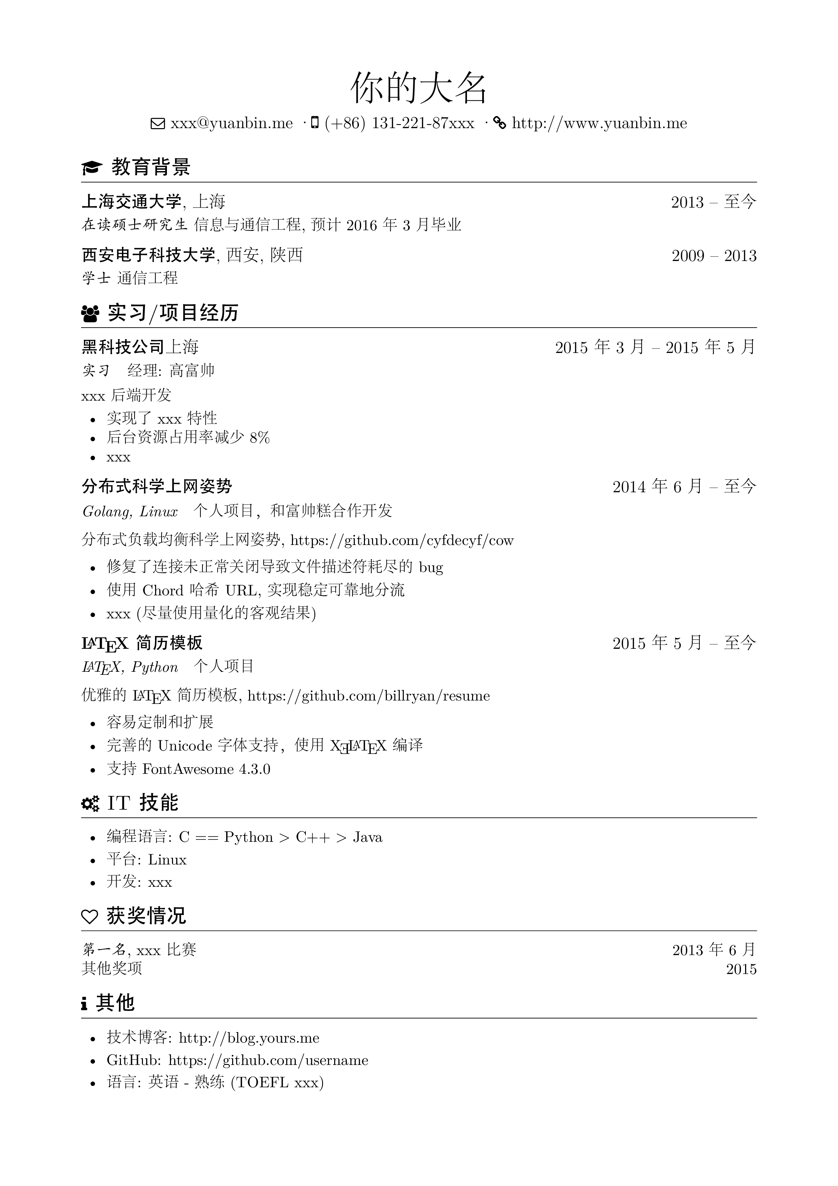 你的大名
xxx@yuanbin.me · (+86) 131-221-87xxx · http://www.yuanbin.me
教育背景
上海交通大学, 上海 2013 – 至今
在读硕士研究生 信息与通信工程, 预计 2016 年 3 月毕业
西安电子科技大学, 西安, 陕西 2009 – 2013
学士 通信工程
实习/项目经历
黑科技公司上海 2015 年 3 月 – 2015 年 5 月
实习 经理: 高富帅
xxx 后端开发
• 实现了 xxx 特性
• 后台资源占用率减少 8%
• xxx
分布式科学上网姿势 2014 年 6 月 – 至今
Golang, Linux 个人项目，和富帅糕合作开发
分布式负载均衡科学上网姿势, https://github.com/cyfdecyf/cow
• 修复了连接未正常关闭导致文件描述符耗尽的 bug
• 使用 Chord 哈希 URL, 实现稳定可靠地分流
• xxx (尽量使用量化的客观结果)
LATEX 简历模板 2015 年 5 月 – 至今
LATEX, Python 个人项目
优雅的 LATEX 简历模板, https://github.com/billryan/resume
• 容易定制和扩展
• 完善的 Unicode 字体支持，使用 XƎLATEX 编译
• 支持 FontAwesome 4.3.0
IT 技能
• 编程语言: C == Python > C++ > Java
• 平台: Linux
• 开发: xxx
获奖情况
第一名, xxx 比赛 2013 年 6 月
其他奖项 2015
其他
• 技术博客: http://blog.yours.me
• GitHub: https://github.com/username
• 语言: 英语 - 熟练 (TOEFL xxx)